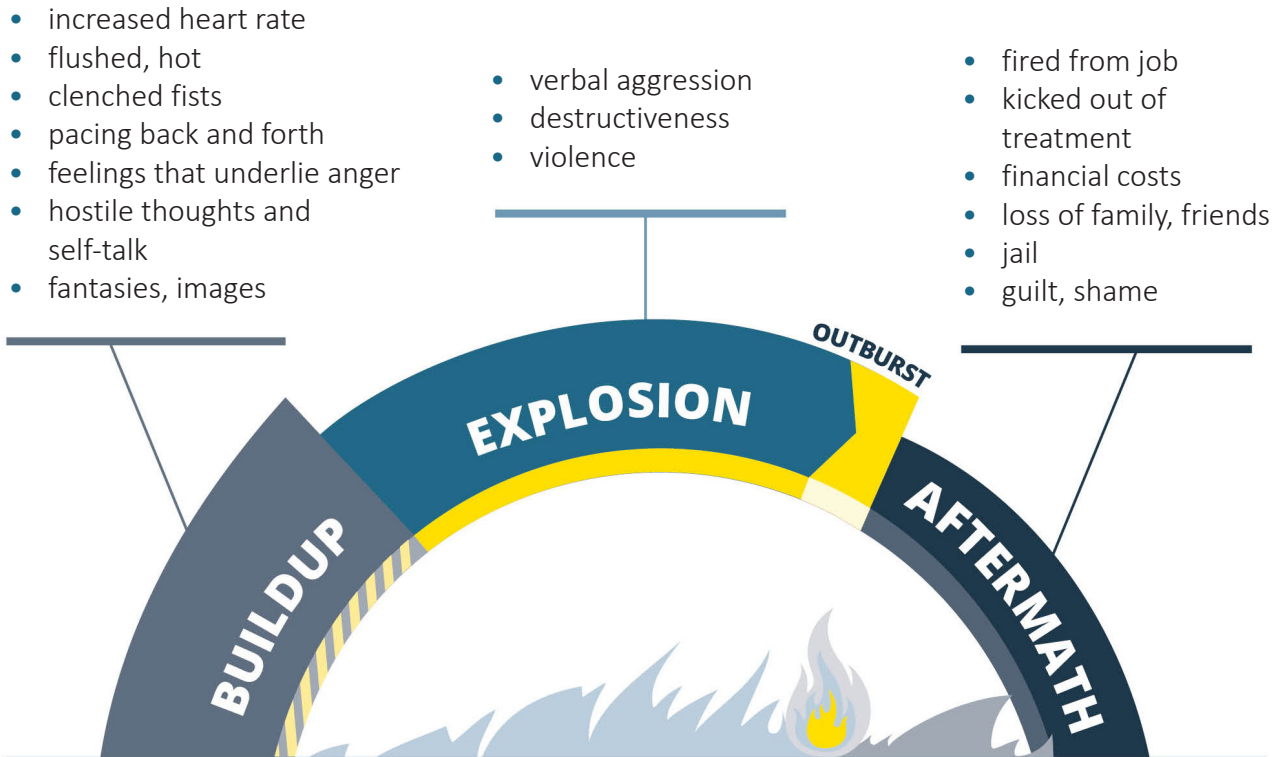 • increased heart rate
• flushed, hot
• clenched fists
• pacing back and forth
• feelings that underlie anger
• hostile thoughts and
self-talk
• fantasies, images
• verbal aggression
• destructiveness
• violence
• fired from job
• kicked out of
treatment
• financial costs
• loss of family, friends
• jail
• guilt, shame
BUILDUP
EXPLOSION
OUTBURST
AFTERMATH